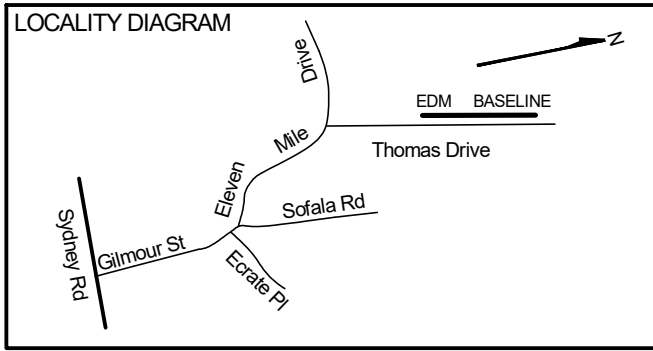 LOCALITY DIAGRAM
N
Drive
EDM BASELINE
Mile
Thomas Drive
Eleven
Sofala Rd
Sydney Rd
Gilmour St
Ecrate Pl